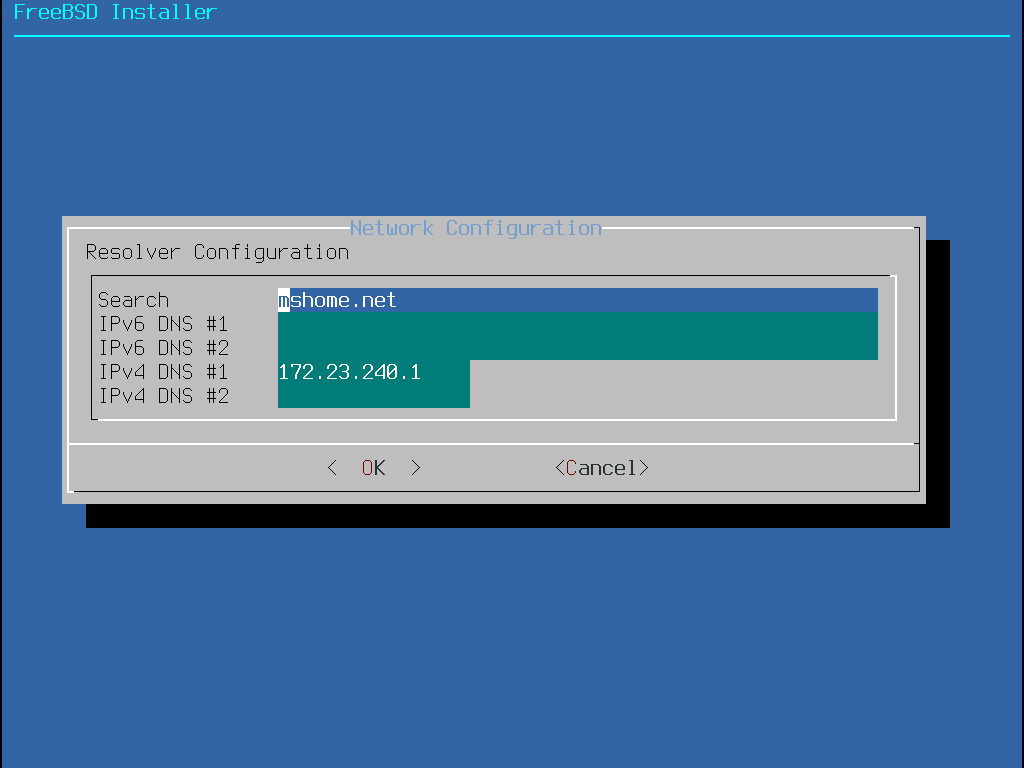 FreeBSD Installer
Network Configuration
Resolver Configuration
Search mshome.net
IPv6 DNS #1
IPv6 DNS #2
IPv4 DNS #1 172.23.240.1
IPv4 DNS #2
< OK > <Cancel>